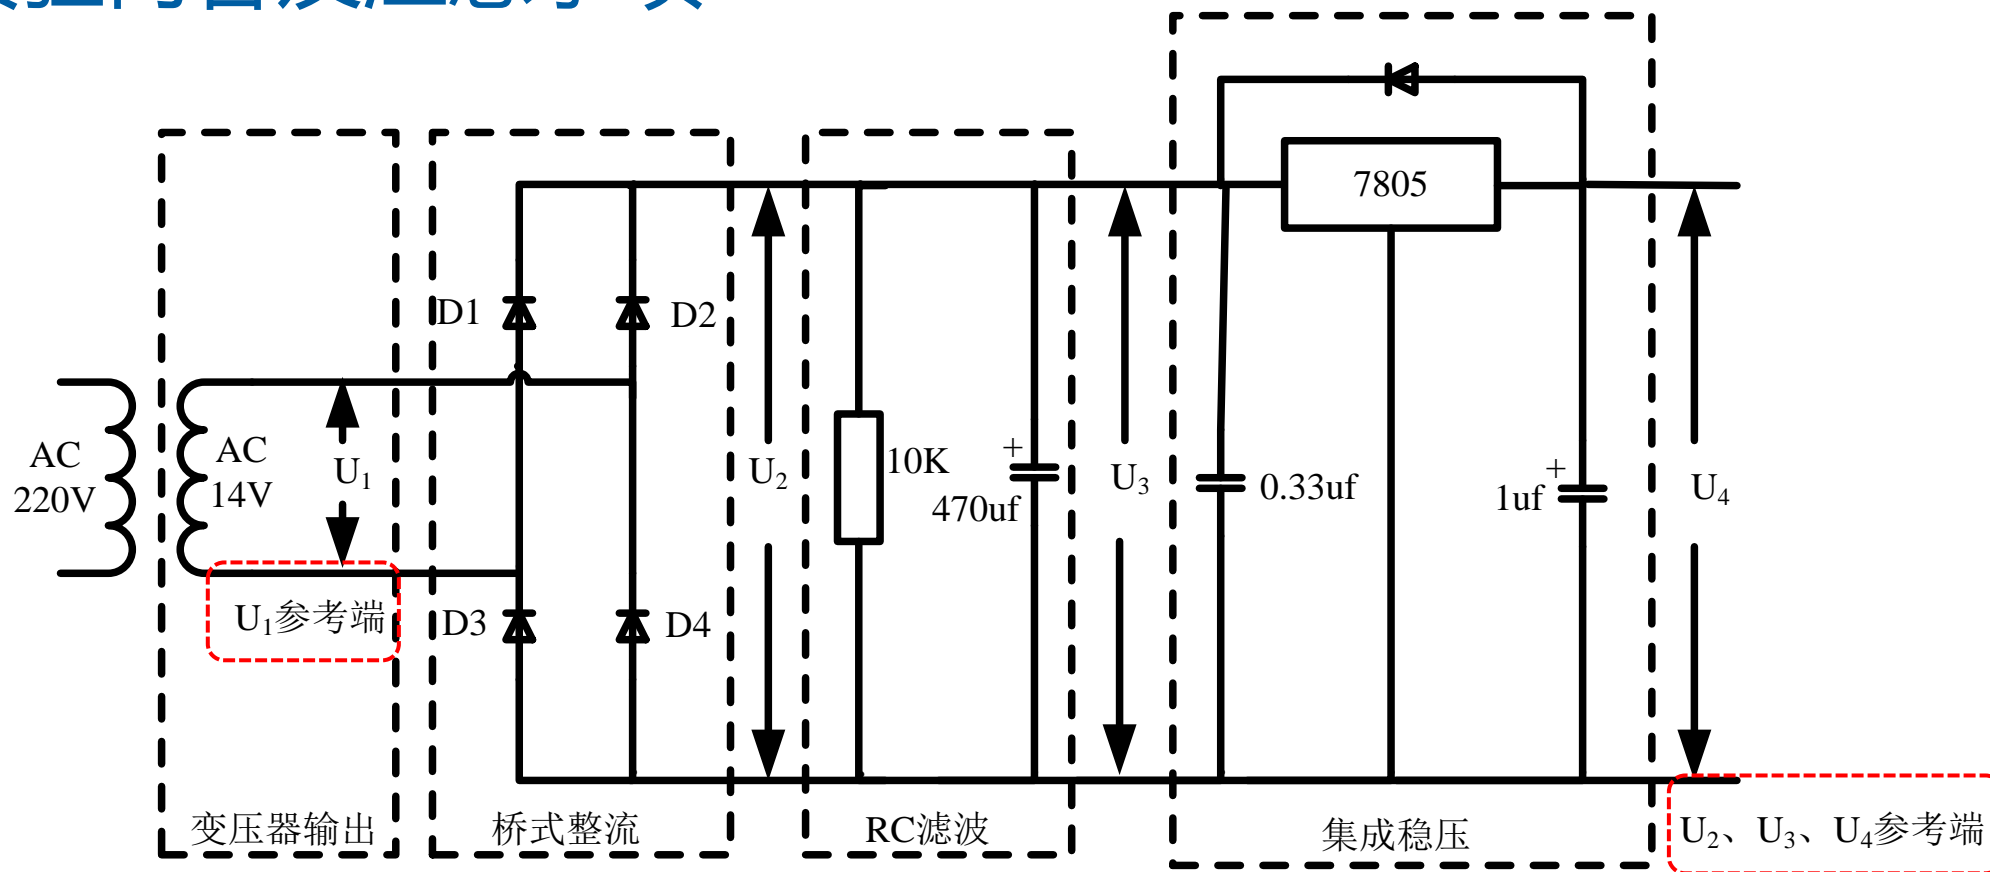 7805
D1
D2
AC
220V
AC
14V
U₁
U₂
10K
+
470uf
U₃
0.33uf
+
1uf
U₄
U₁参考端
D3
D4
变压器输出
桥式整流
RC滤波
集成稳压
U₂、U₃、U₄参考端